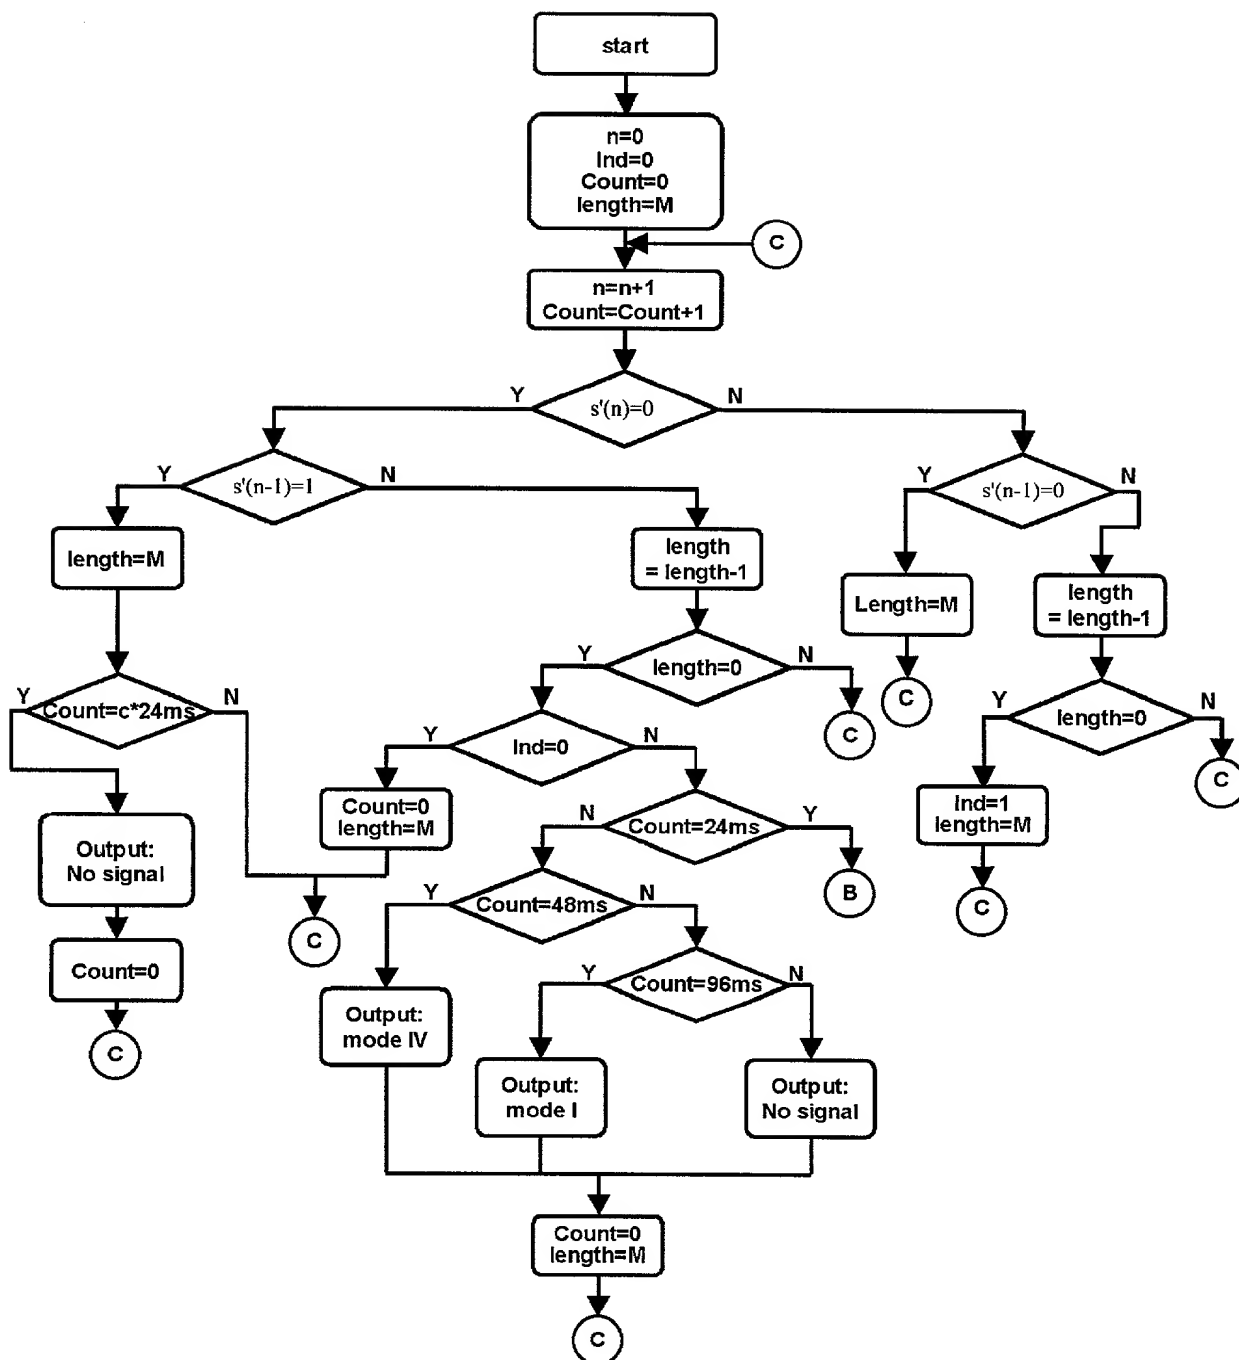 start
n=0
Ind=0
Count=0
length=M
C
n=n+1
Count=Count+1
Y
N
s'(n)=0
Y
N
s'(n-1)=1
Y
N
s'(n-1)=0
length=M
length
= length-1
Length=M
length
= length-1
Y
N
length=0
C
C
Y
N
length=0
C
Y
N
Count=c*24ms
Y
N
Ind=0
Count=0
length=M
N
Y
Count=24ms
B
Ind=1
length=M
C
Output:
No signal
Y
N
Count=48ms
C
Count=0
C
Y
N
Count=96ms
Output:
mode IV
Output:
mode I
Output:
No signal
Count=0
length=M
C